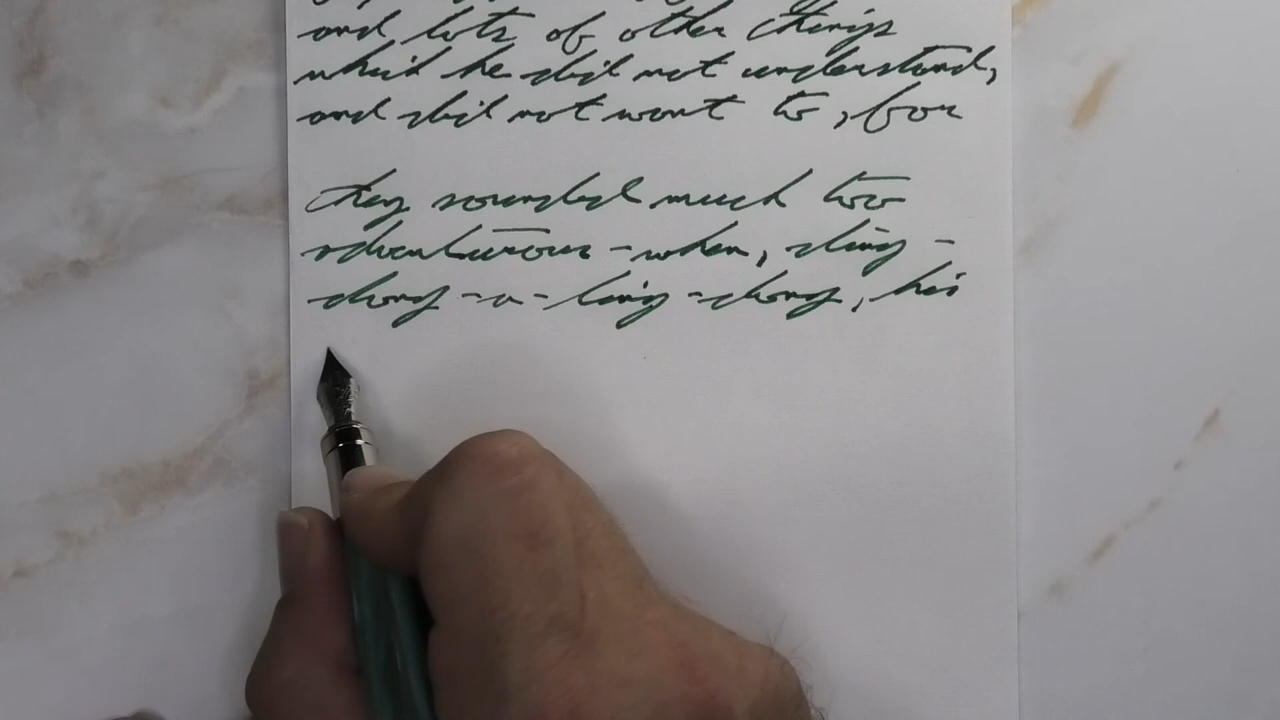 and lots of other things
which he did not understand,
and did not want to, for
they sounded much too
adventurous - when, ding -
dong - a - ling - dong, his